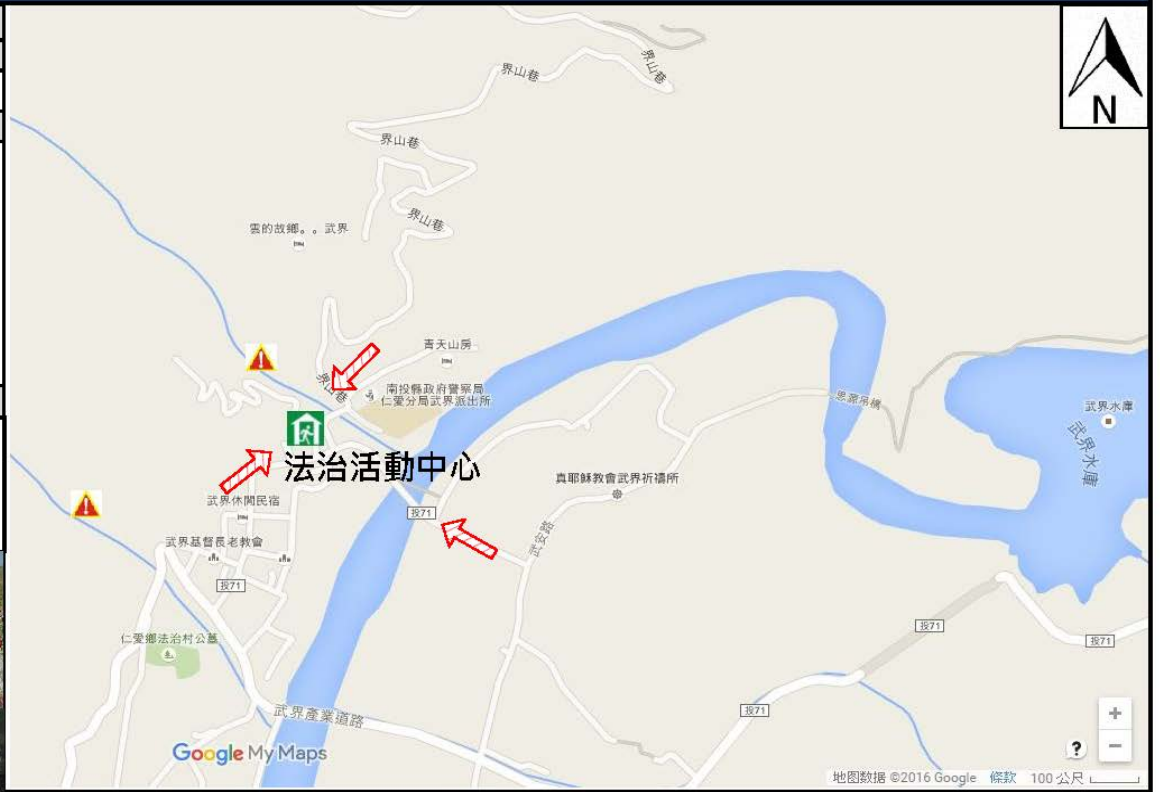 界山巷
界山巷
N
界山巷
界山巷
雲的故鄉。。武界
青天山房
界山巷
南投縣政府警察局
仁愛分局武界派出所
思源吊橋
武界水庫
武界水庫
法治活動中心
真耶穌教會武界祈禱所
武界休閒民宿
投71
武安路
武界基督長老教會
投71
投71
投71
仁愛鄉法治村公墓
投71
武界產業道路
+
?
−
Google My Maps
地图数据 ©2016 Google 條款 100 公尺